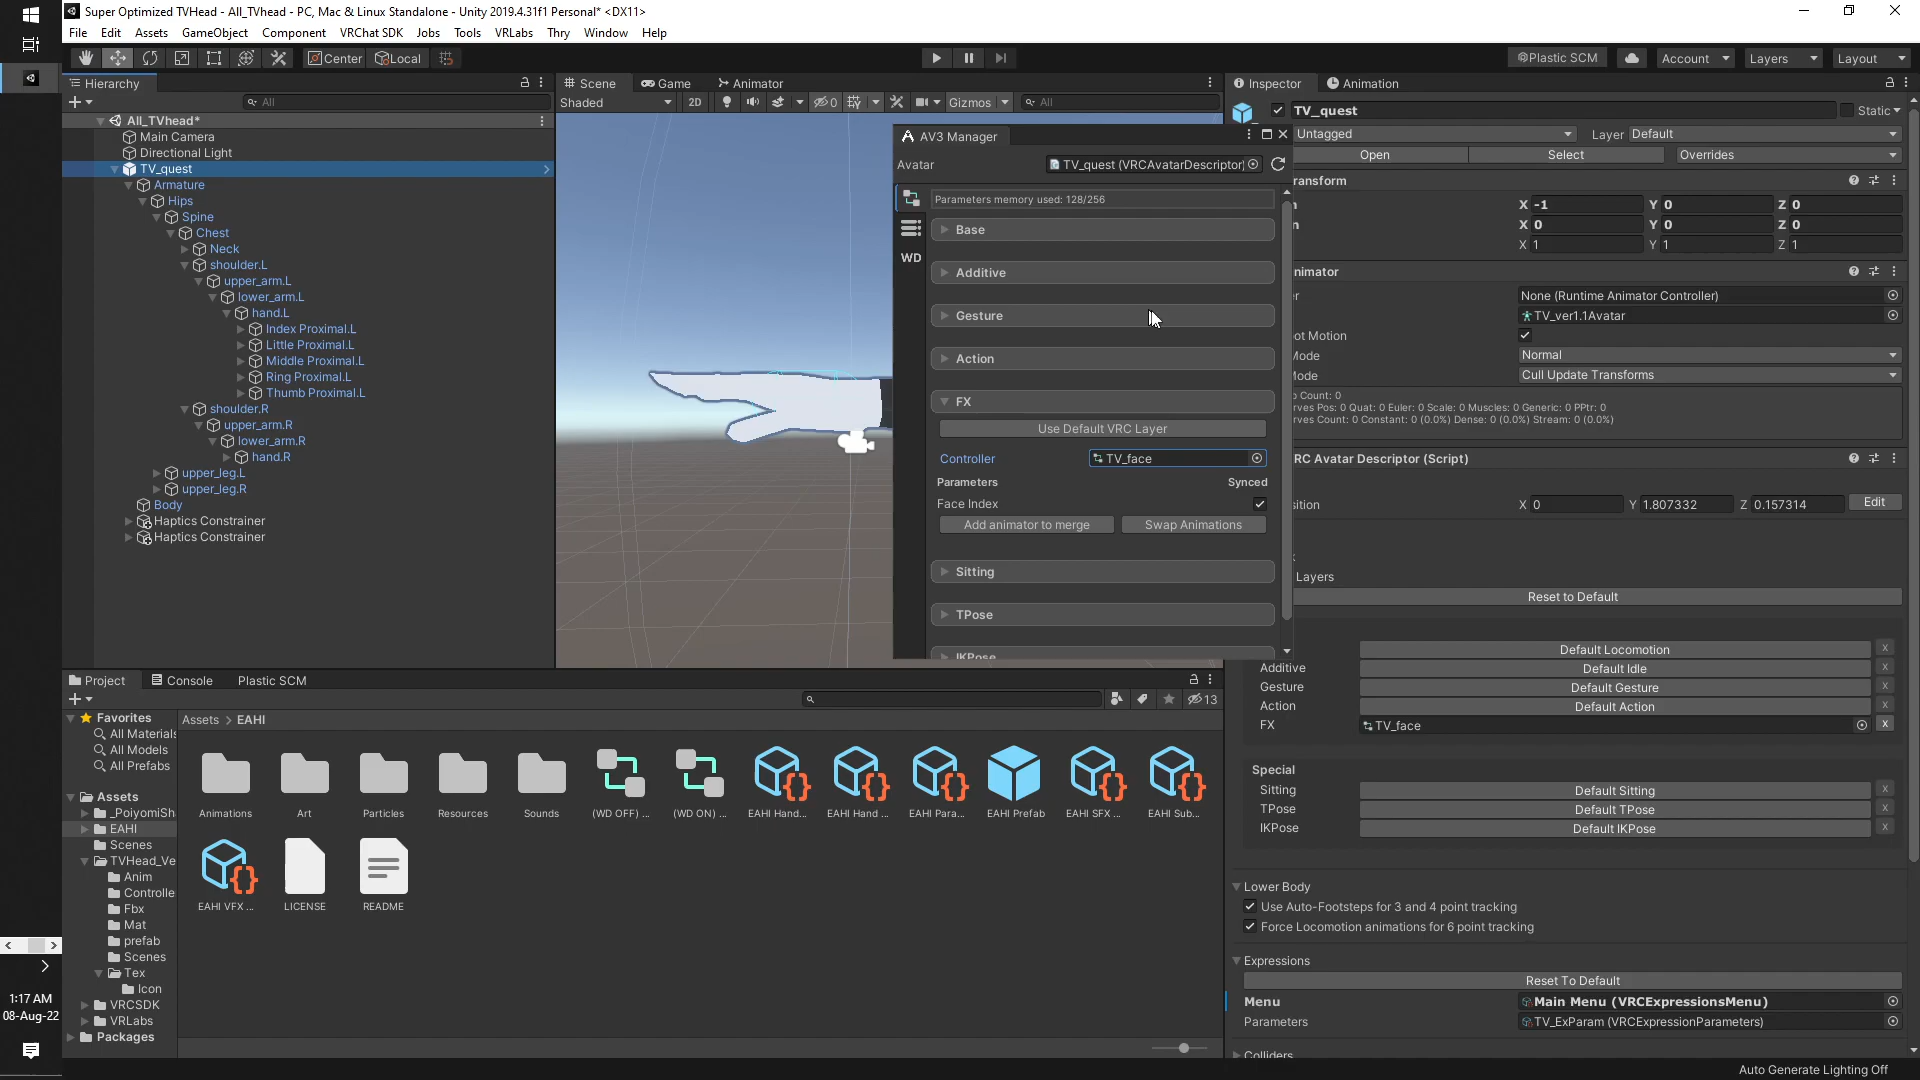 Super Optimized TVHead - All_TVhead - PC, Mac & Linux Standalone - Unity 2019.4.31f1 Personal* <DX11>
File Edit Assets GameObject Component VRChat SDK Jobs Tools VRLabs Thry Window Help
Center Local Plastic SCM Account Layers Layout
Hierarchy
All
All_TVhead*
Main Camera
Directional Light
TV_quest
Armature
Hips
Spine
Chest
Neck
shoulder.L
upper_arm.L
lower_arm.L
hand.L
Index Proximal.L
Little Proximal.L
Middle Proximal.L
Ring Proximal.L
Thumb Proximal.L
shoulder.R
upper_arm.R
lower_arm.R
hand.R
upper_leg.L
upper_leg.R
Body
Haptics Constrainer
Haptics Constrainer
Scene Game Animator
Shaded 2D 0 Gizmos All
AV3 Manager
Avatar TV_quest (VRCAvatarDescriptor)
Parameters memory used: 128/256
WD
Base
Additive
Gesture
Action
FX
Use Default VRC Layer
Controller TV_face
Parameters Synced
Face Index
Add animator to merge Swap Animations
Sitting
TPose
IKPose
Inspector Animation
TV_quest Static
Untagged Layer Default
Open Select Overrides
ransform
n X -1 Y 0 Z 0
n X 0 Y 0 Z 0
X 1 Y 1 Z 1
nimator
r None (Runtime Animator Controller)
TV_ver1.1Avatar
ot Motion
Mode Normal
Mode Cull Update Transforms
o Count: 0
rves Pos: 0 Quat: 0 Euler: 0 Scale: 0 Muscles: 0 Generic: 0 PPtr: 0
rves Count: 0 Constant: 0 (0.0%) Dense: 0 (0.0%) Stream: 0 (0.0%)
RC Avatar Descriptor (Script)
sition X 0 Y 1.807332 Z 0.157314 Edit
Layers
Reset to Default
Default Locomotion X
Additive Default Idle X
Gesture Default Gesture X
Action Default Action X
FX TV_face X
Special
Sitting Default Sitting X
TPose Default TPose X
IKPose Default IKPose X
Lower Body
Use Auto-Footsteps for 3 and 4 point tracking
Force Locomotion animations for 6 point tracking
Expressions
Reset To Default
Menu Main Menu (VRCExpressionsMenu)
Parameters TV_ExParam (VRCExpressionParameters)
Colliders
Project Console Plastic SCM
13
Favorites
All Materials
All Models
All Prefabs
Assets
_PoiyomiSh
EAHI
Scenes
TVHead_Ve
Anim
Controlle
Fbx
Mat
prefab
Scenes
Tex
Icon
VRCSDK
VRLabs
Packages
Assets > EAHI
Animations Art Particles Resources Sounds (WD OFF) ... (WD ON) ... EAHI Hand... EAHI Hand ... EAHI Para... EAHI Prefab EAHI SFX ... EAHI Sub...
EAHI VFX ... LICENSE README
1:17 AM
08-Aug-22
Auto Generate Lighting Off